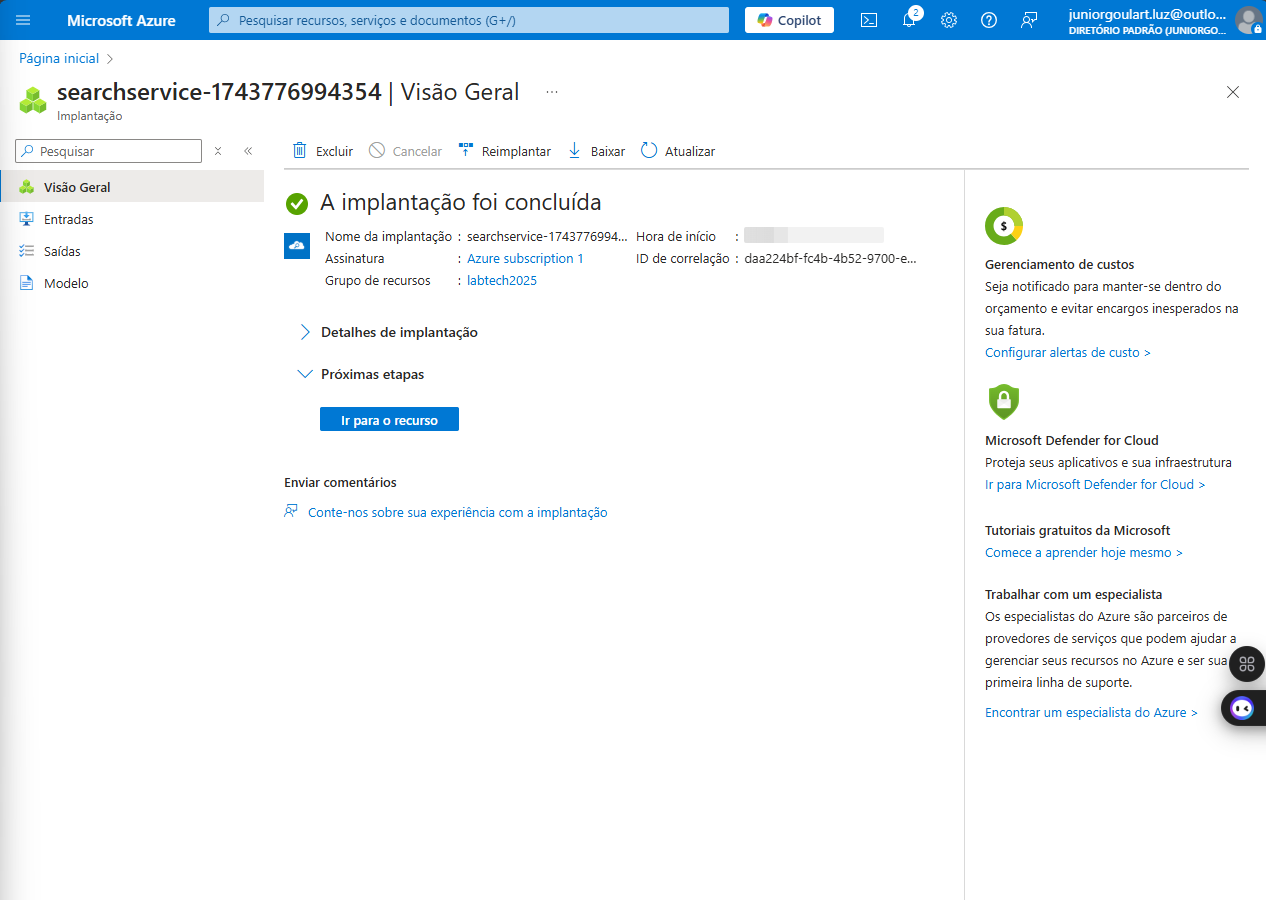 Microsoft Azure
Pesquisar recursos, serviços e documentos (G+/)
Copilot
2
juniorgoulart.luz@outlo...
DIRETÓRIO PADRÃO (JUNIORGO...
Página inicial
searchservice-1743776994354 | Visão Geral
...
Implantação
Pesquisar
Excluir
Cancelar
Reimplantar
Baixar
Atualizar
Visão Geral
Entradas
Saídas
Modelo
A implantação foi concluída
Nome da implantação : searchservice-1743776994...
Assinatura : Azure subscription 1
Grupo de recursos : labtech2025
Hora de início :
ID de correlação : daa224bf-fc4b-4b52-9700-e...
Detalhes de implantação
Próximas etapas
Ir para o recurso
Enviar comentários
Conte-nos sobre sua experiência com a implantação
$
Gerenciamento de custos
Seja notificado para manter-se dentro do
orçamento e evitar encargos inesperados na
sua fatura.
Configurar alertas de custo >
Microsoft Defender for Cloud
Proteja seus aplicativos e sua infraestrutura
Ir para Microsoft Defender for Cloud >
Tutoriais gratuitos da Microsoft
Comece a aprender hoje mesmo >
Trabalhar com um especialista
Os especialistas do Azure são parceiros de
provedores de serviços que podem ajudar a
gerenciar seus recursos no Azure e ser sua
primeira linha de suporte.
Encontrar um especialista do Azure >